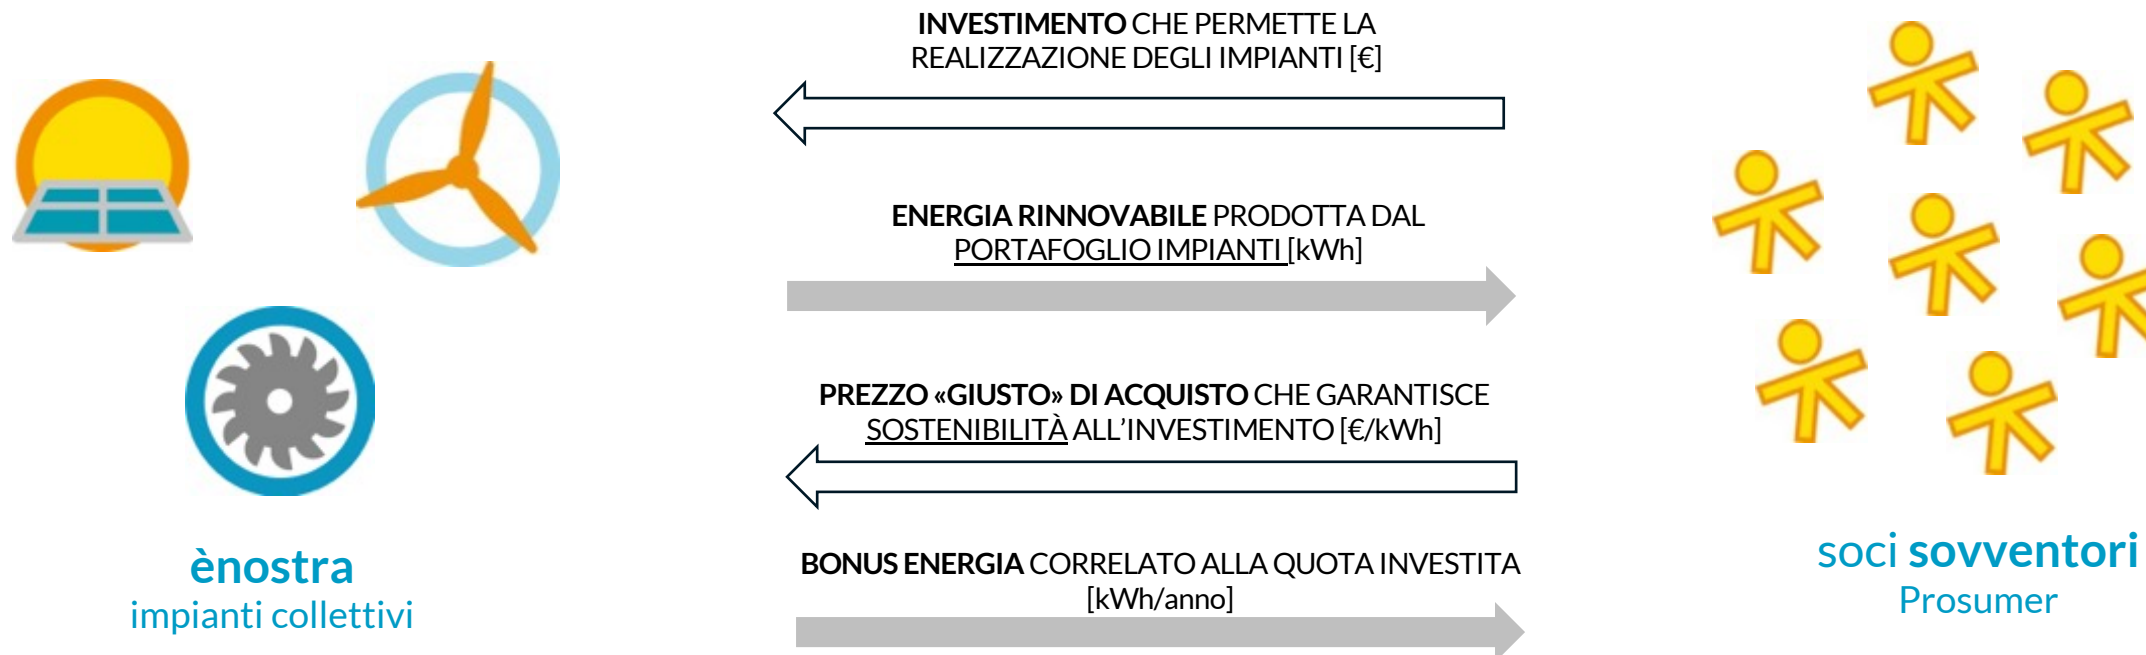 INVESTIMENTO CHE PERMETTE LA
REALIZZAZIONE DEGLI IMPIANTI [€]
ENERGIA RINNOVABILE PRODOTTA DAL
PORTAFOGLIO IMPIANTI [kWh]
PREZZO «GIUSTO» DI ACQUISTO CHE GARANTISCE
SOSTENIBILITÀ ALL’INVESTIMENTO [€/kWh]
BONUS ENERGIA CORRELATO ALLA QUOTA INVESTITA
[kWh/anno]
ènostra
impianti collettivi
soci sovventori
Prosumer